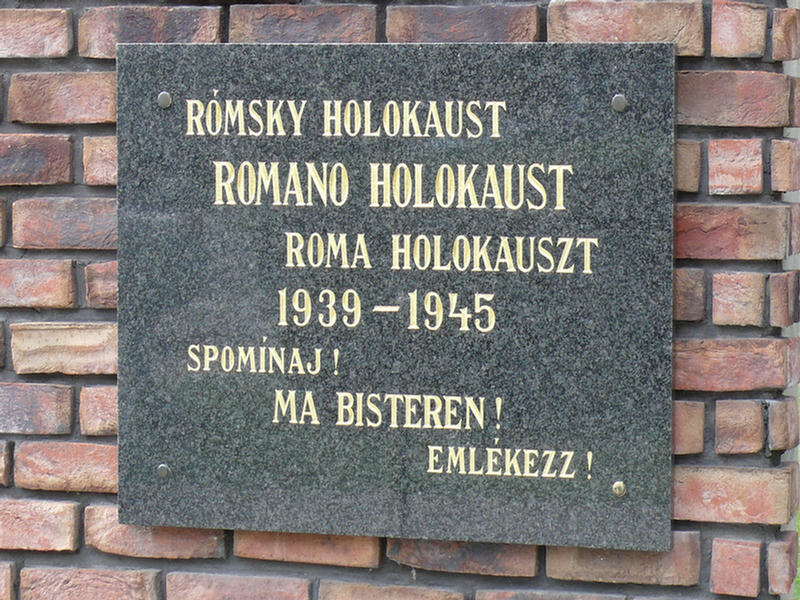 RÓMSKY HOLOKAUST
ROMANO HOLOKAUST
ROMA HOLOKAUSZT
1939 – 1945
SPOMÍNAJ !
MA BISTEREN !
EMLÉKEZZ !